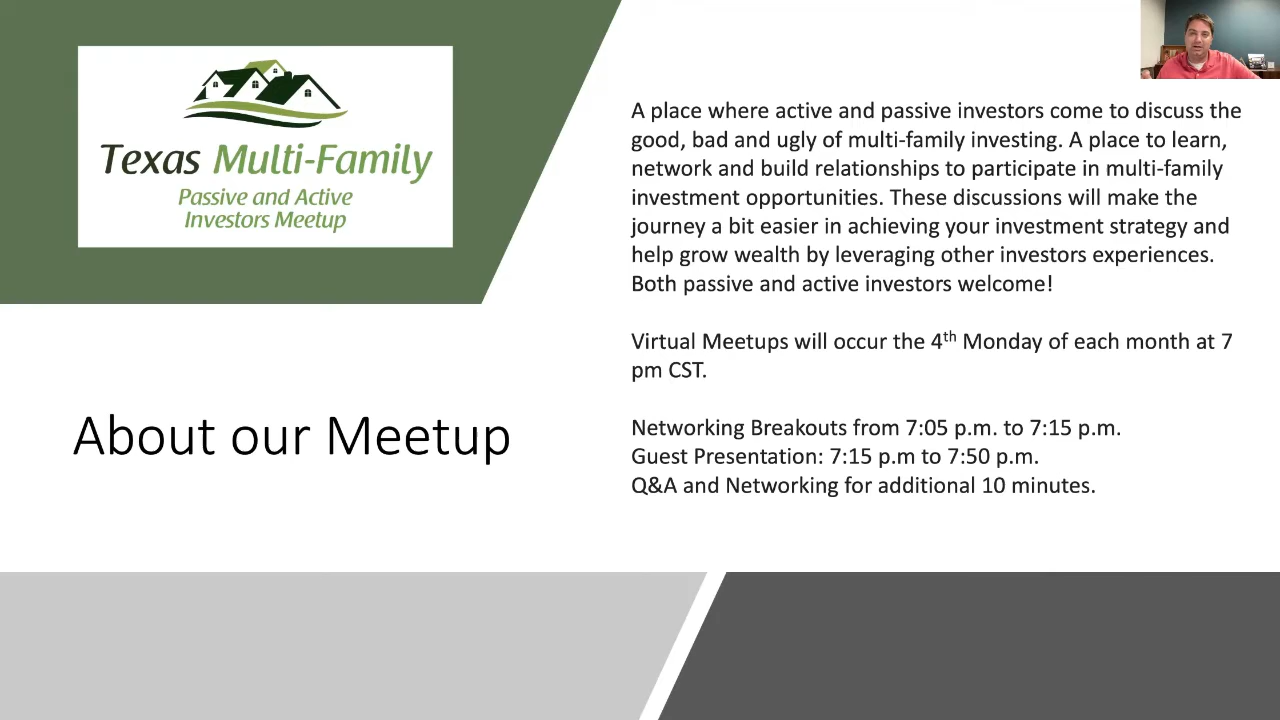 Texas Multi-Family
Passive and Active
Investors Meetup
About our Meetup
A place where active and passive investors come to discuss the
good, bad and ugly of multi-family investing. A place to learn,
network and build relationships to participate in multi-family
investment opportunities. These discussions will make the
journey a bit easier in achieving your investment strategy and
help grow wealth by leveraging other investors experiences.
Both passive and active investors welcome!
Virtual Meetups will occur the 4th Monday of each month at 7
pm CST.
Networking Breakouts from 7:05 p.m. to 7:15 p.m.
Guest Presentation: 7:15 p.m to 7:50 p.m.
Q&A and Networking for additional 10 minutes.